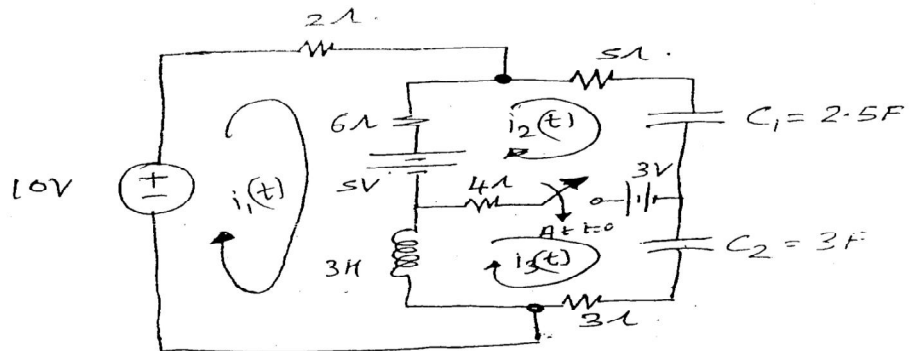 2Ω.
5Ω.
6Ω
i₂(t)
C₁ = 2.5F
10V
i₁(t)
5V
4Ω
3V
At t=0
3H
i₃(t)
C₂ = 3F
3Ω